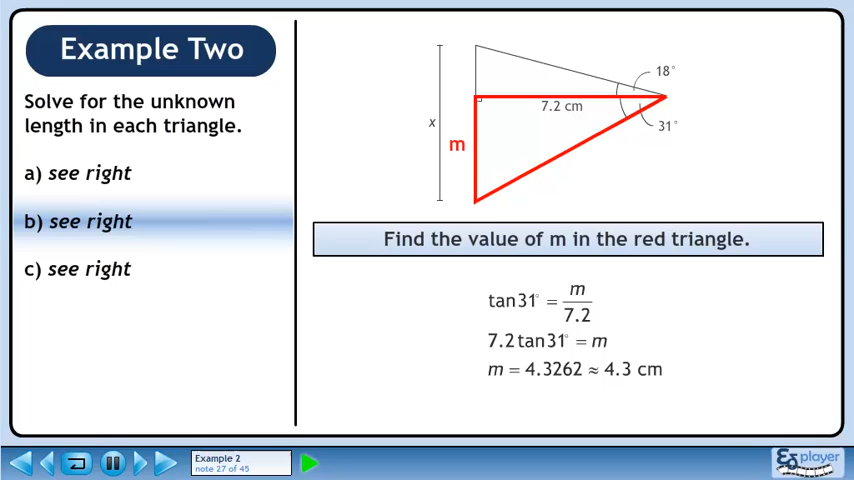 Example Two
Solve for the unknown
length in each triangle.
a) see right
b) see right
c) see right
18°
7.2 cm
x
31°
m
Find the value of m in the red triangle.
tan31° = m/7.2
7.2tan31° = m
m = 4.3262 ≈ 4.3 cm
Example 2
note 27 of 45
player